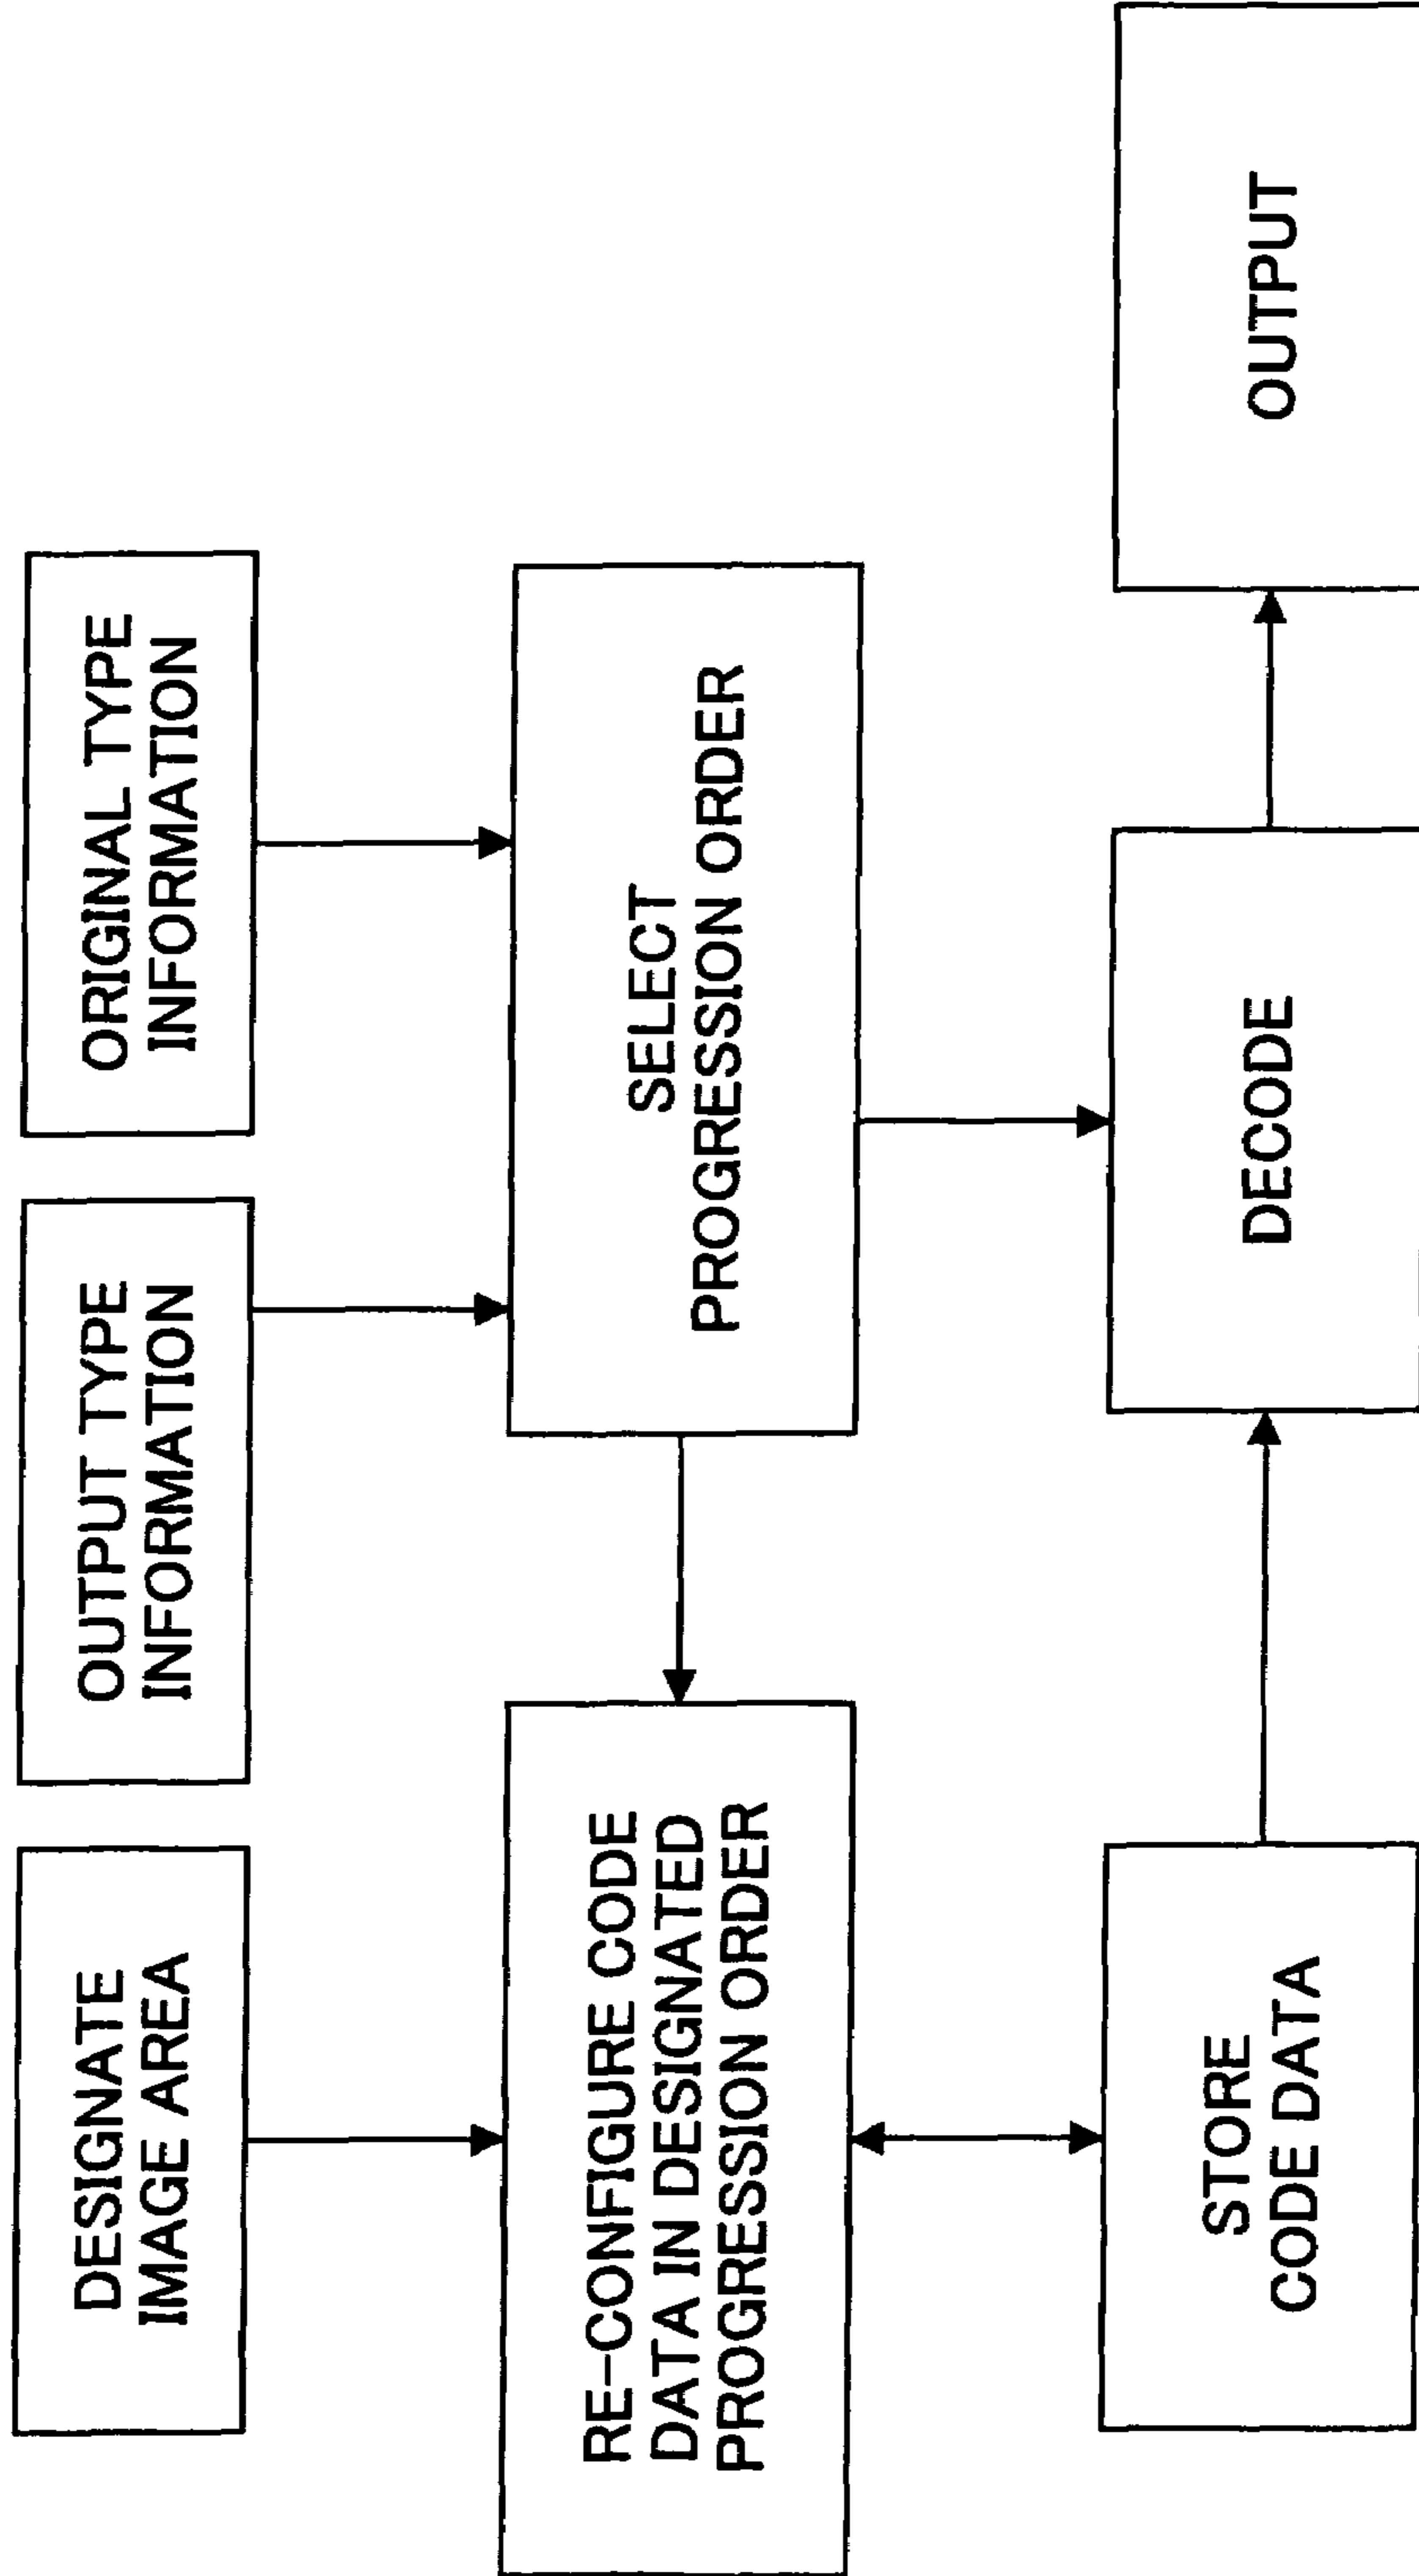 DESIGNATE
IMAGE AREA
OUTPUT TYPE
INFORMATION
ORIGINAL TYPE
INFORMATION
RE-CONFIGURE CODE
DATA IN DESIGNATED
PROGRESSION ORDER
SELECT
PROGRESSION ORDER
STORE
CODE DATA
DECODE
OUTPUT